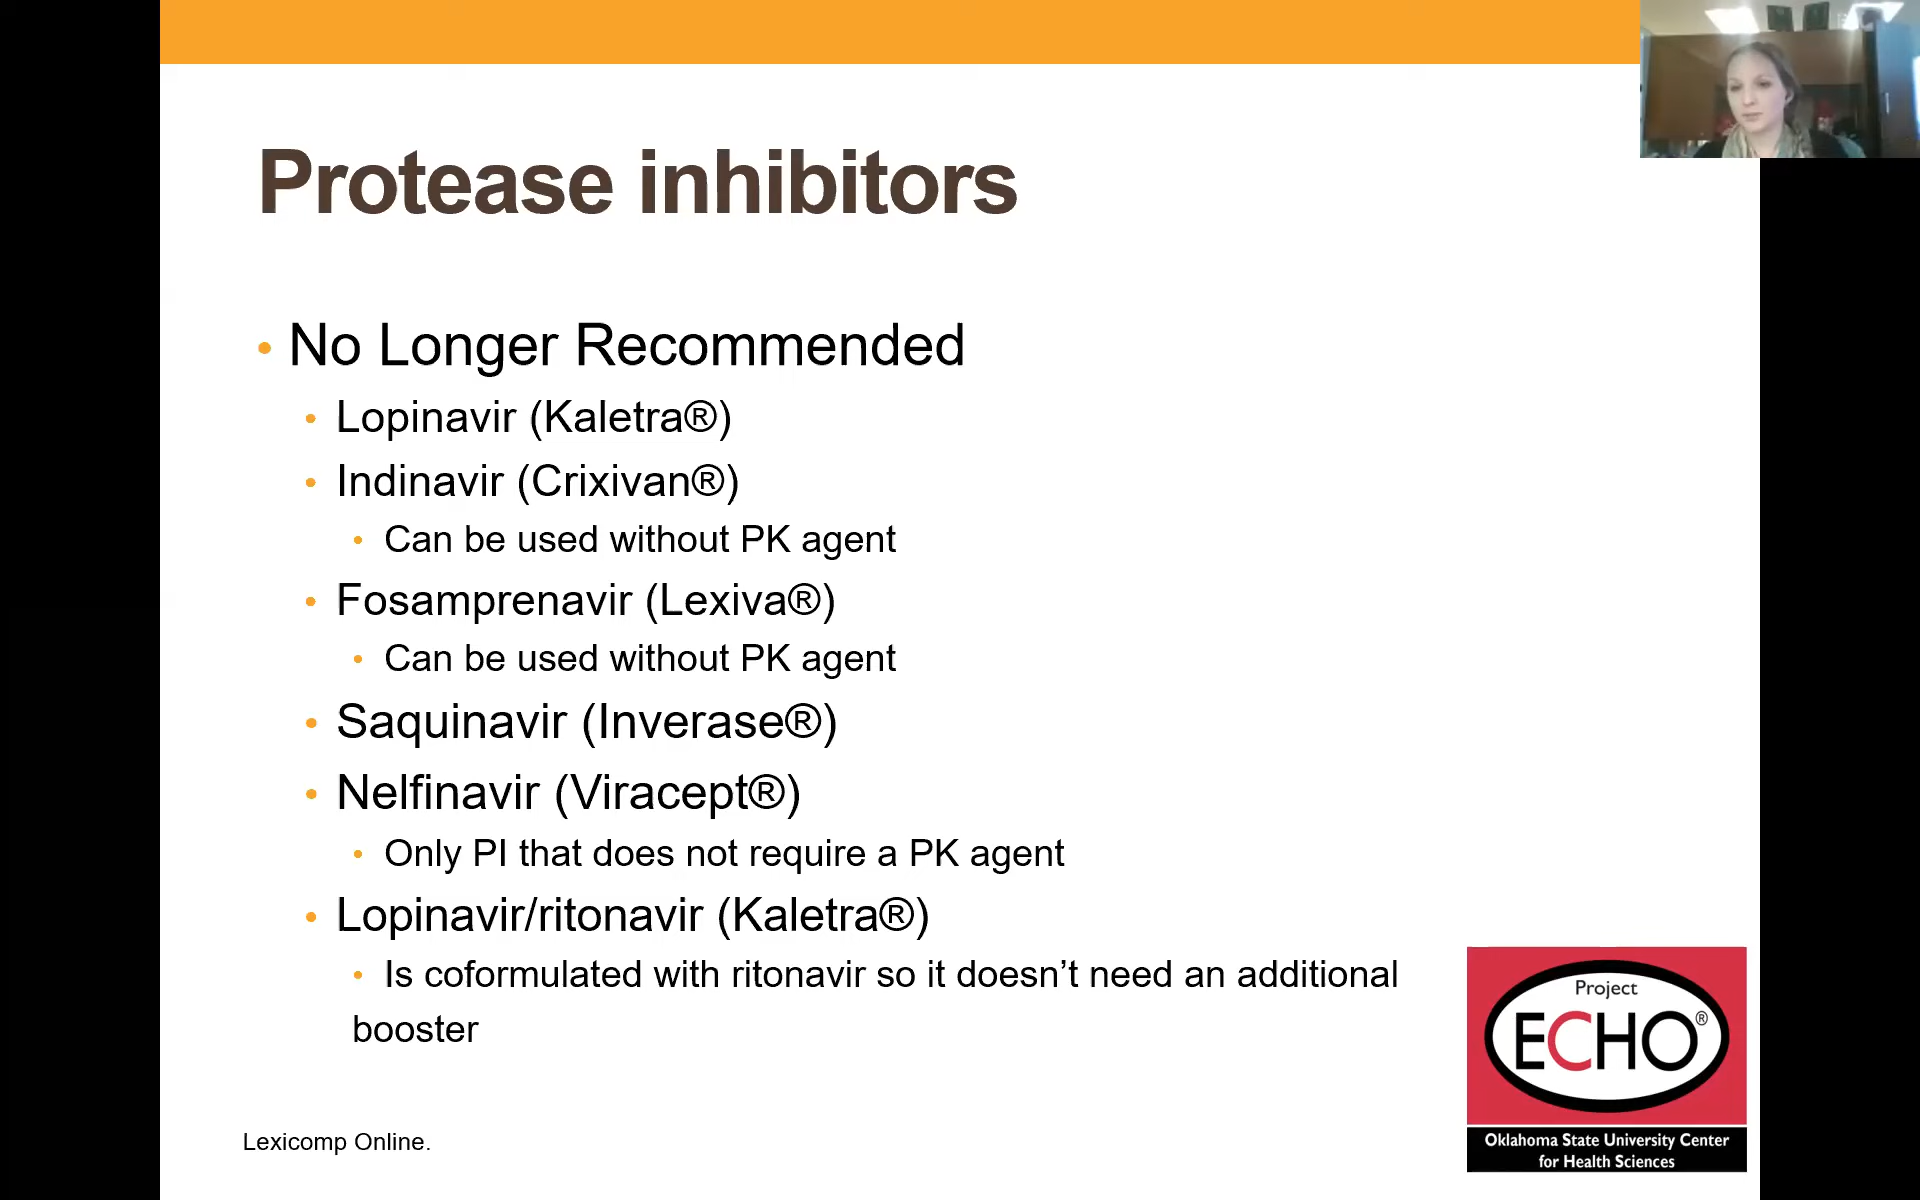 Protease inhibitors
• No Longer Recommended
• Lopinavir (Kaletra®)
• Indinavir (Crixivan®)
• Can be used without PK agent
• Fosamprenavir (Lexiva®)
• Can be used without PK agent
• Saquinavir (Inverase®)
• Nelfinavir (Viracept®)
• Only PI that does not require a PK agent
• Lopinavir/ritonavir (Kaletra®)
• Is coformulated with ritonavir so it doesn’t need an additional
booster
Lexicomp Online.
Project
ECHO®
Oklahoma State University Center
for Health Sciences